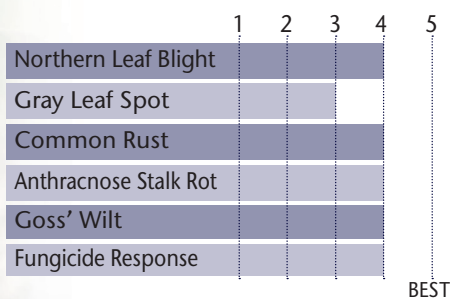 1 2 3 4 5
Northern Leaf Blight
Gray Leaf Spot
Common Rust
Anthracnose Stalk Rot
Goss' Wilt
Fungicide Response
BEST